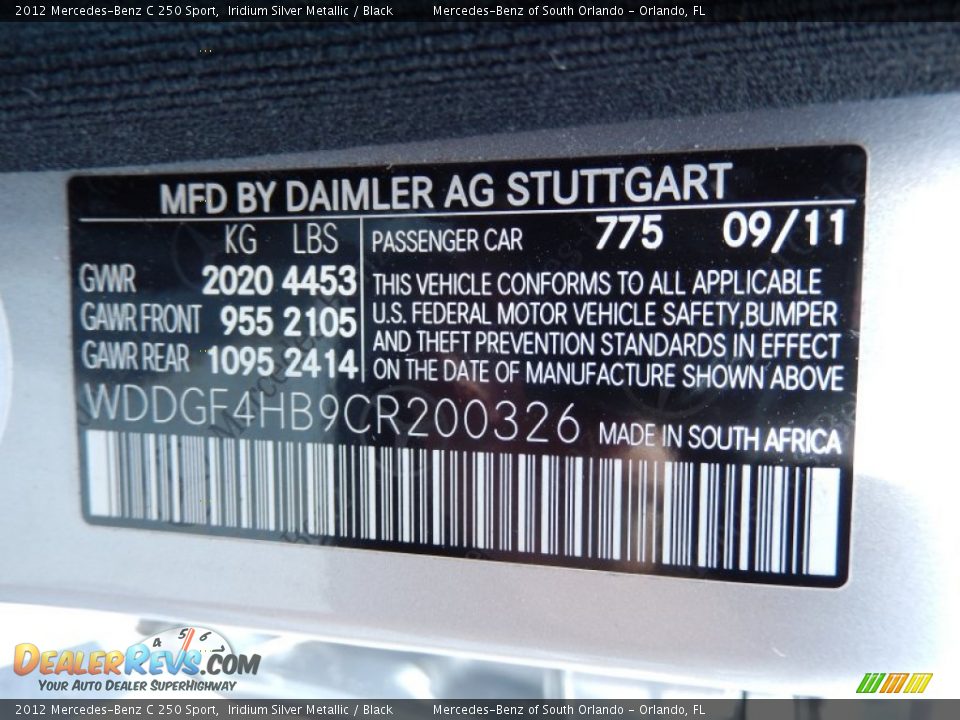 2012 Mercedes-Benz C 250 Sport, Iridium Silver Metallic / Black Mercedes-Benz of South Orlando - Orlando, FL
MFD BY DAIMLER AG STUTTGART
KG LBS
GVWR 2020 4453
GAWR FRONT 955 2105
GAWR REAR 1095 2414
PASSENGER CAR 775 09/11
THIS VEHICLE CONFORMS TO ALL APPLICABLE
U.S. FEDERAL MOTOR VEHICLE SAFETY,BUMPER
AND THEFT PREVENTION STANDARDS IN EFFECT
ON THE DATE OF MANUFACTURE SHOWN ABOVE
WDDGF4HB9CR200326 MADE IN SOUTH AFRICA
4 5 6
DEALERREVS.COM
YOUR AUTO DEALER SUPERHIGHWAY
2012 Mercedes-Benz C 250 Sport, Iridium Silver Metallic / Black Mercedes-Benz of South Orlando - Orlando, FL